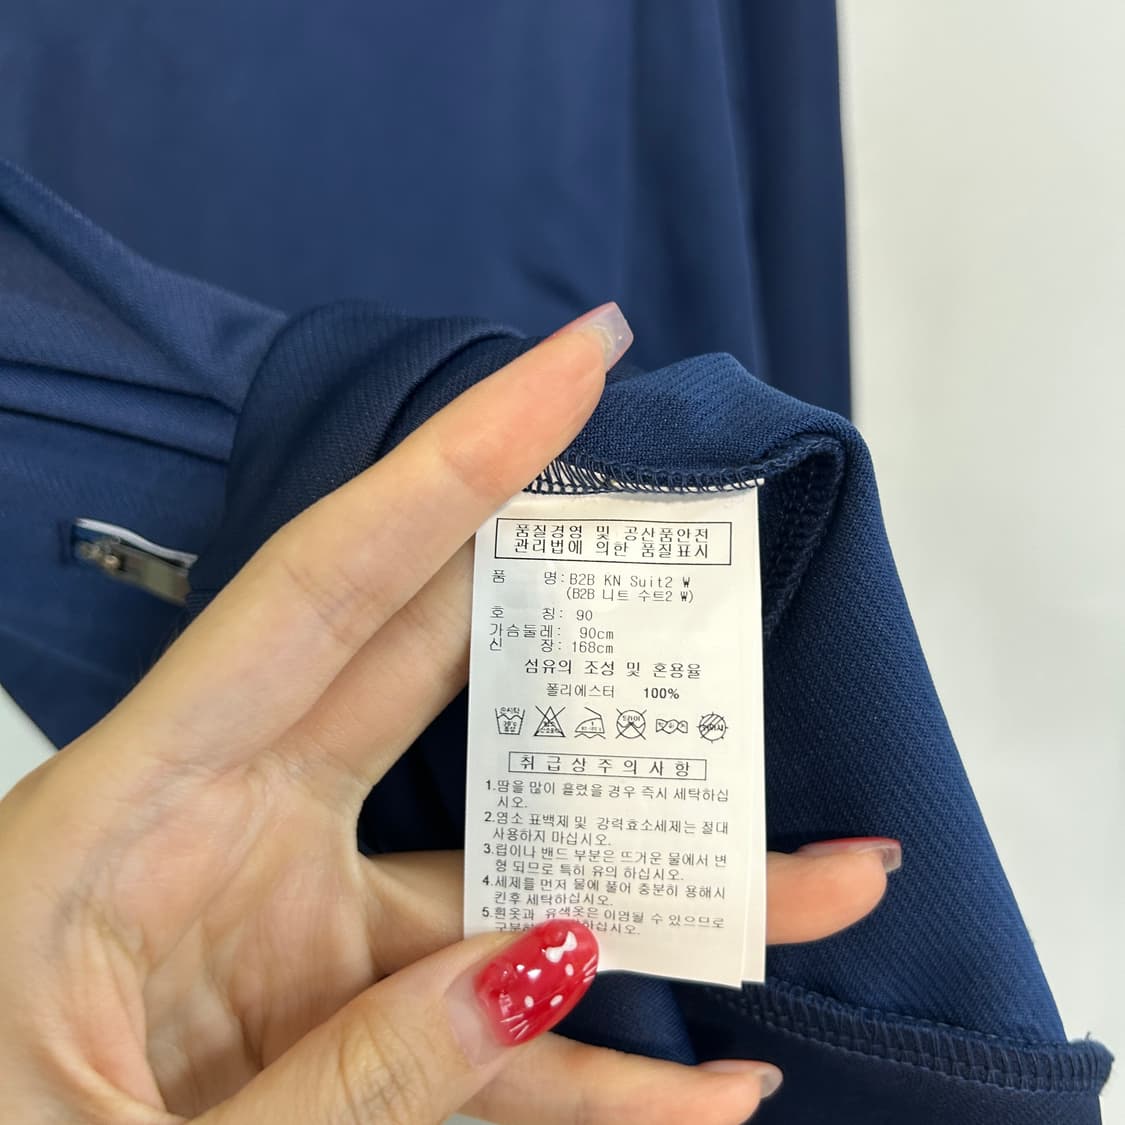 품질경영 및 공산품안전
관리법에 의한 품질표시
품 명: B2B KN Suit2 W
(B2B 니트 수트2 W)
호 칭: 90
가슴둘레: 90cm
신 장: 168cm
섬유의 조성 및 혼용율
폴리에스터 100%
손세탁
드라이
취급상주의사항
1.땀을 많이 흘렸을 경우 즉시 세탁하십
시오.
2.염소 표백제 및 강력효소세제는 절대
사용하지 마십시오.
3.립이나 밴드 부분은 뜨거운 물에서 변
형 되므로 특히 유의 하십시오.
4.세제를 먼저 물에 풀어 충분히 용해시
킨후 세탁하십시오.
5.흰옷과 유색옷은 이염될 수 있으므로
하십시오.